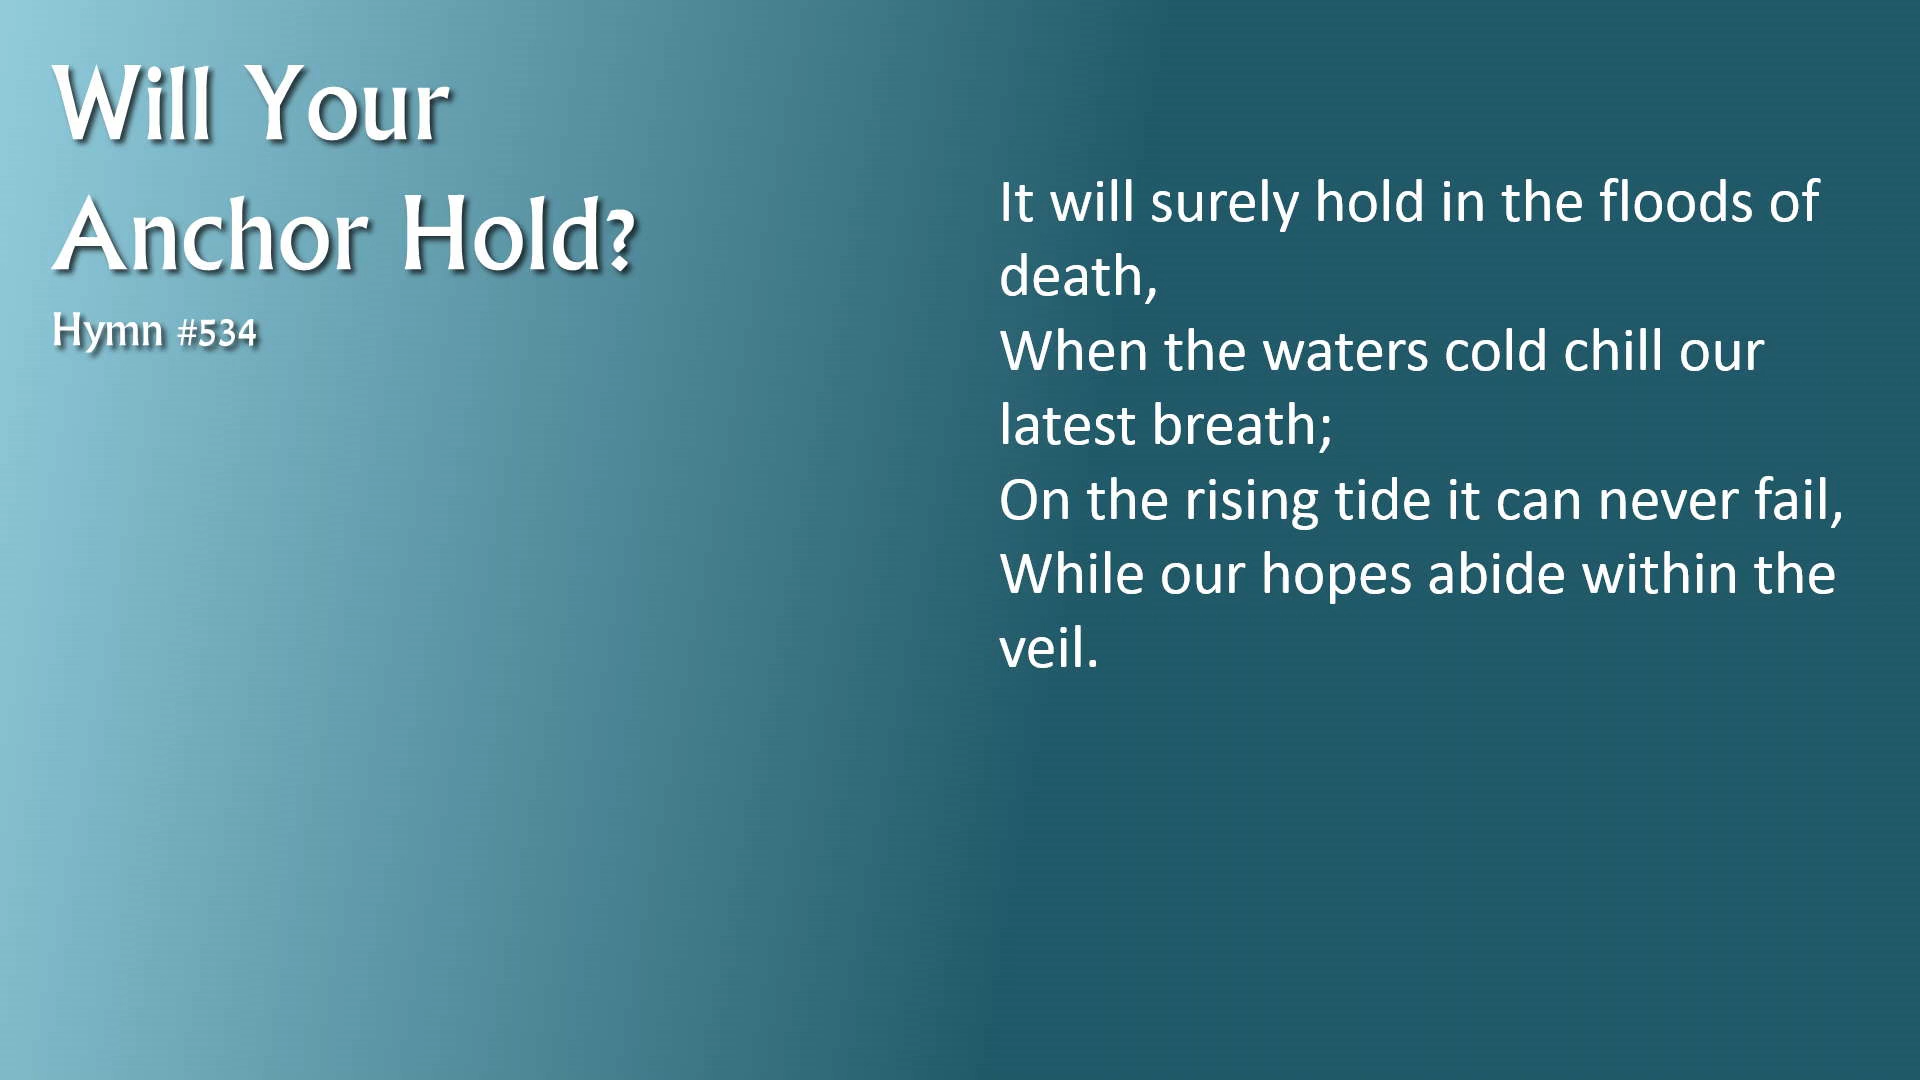 Will Your
Anchor Hold?
Hymn #534
It will surely hold in the floods of
death,
When the waters cold chill our
latest breath;
On the rising tide it can never fail,
While our hopes abide within the
veil.